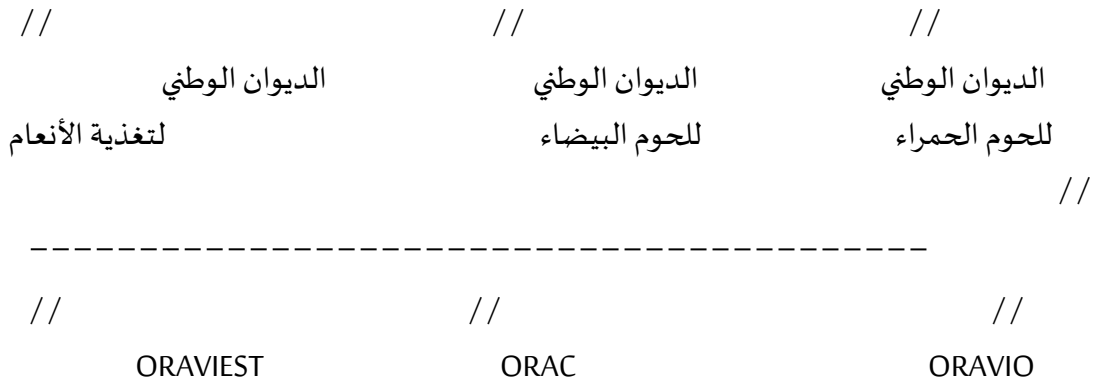 // // //
الديوان الوطني الديوان الوطني الديوان الوطني
للحوم الحمراء للحوم البيضاء لتغذية الأنعام
//
// // //
ORAVIEST ORAC ORAVIO